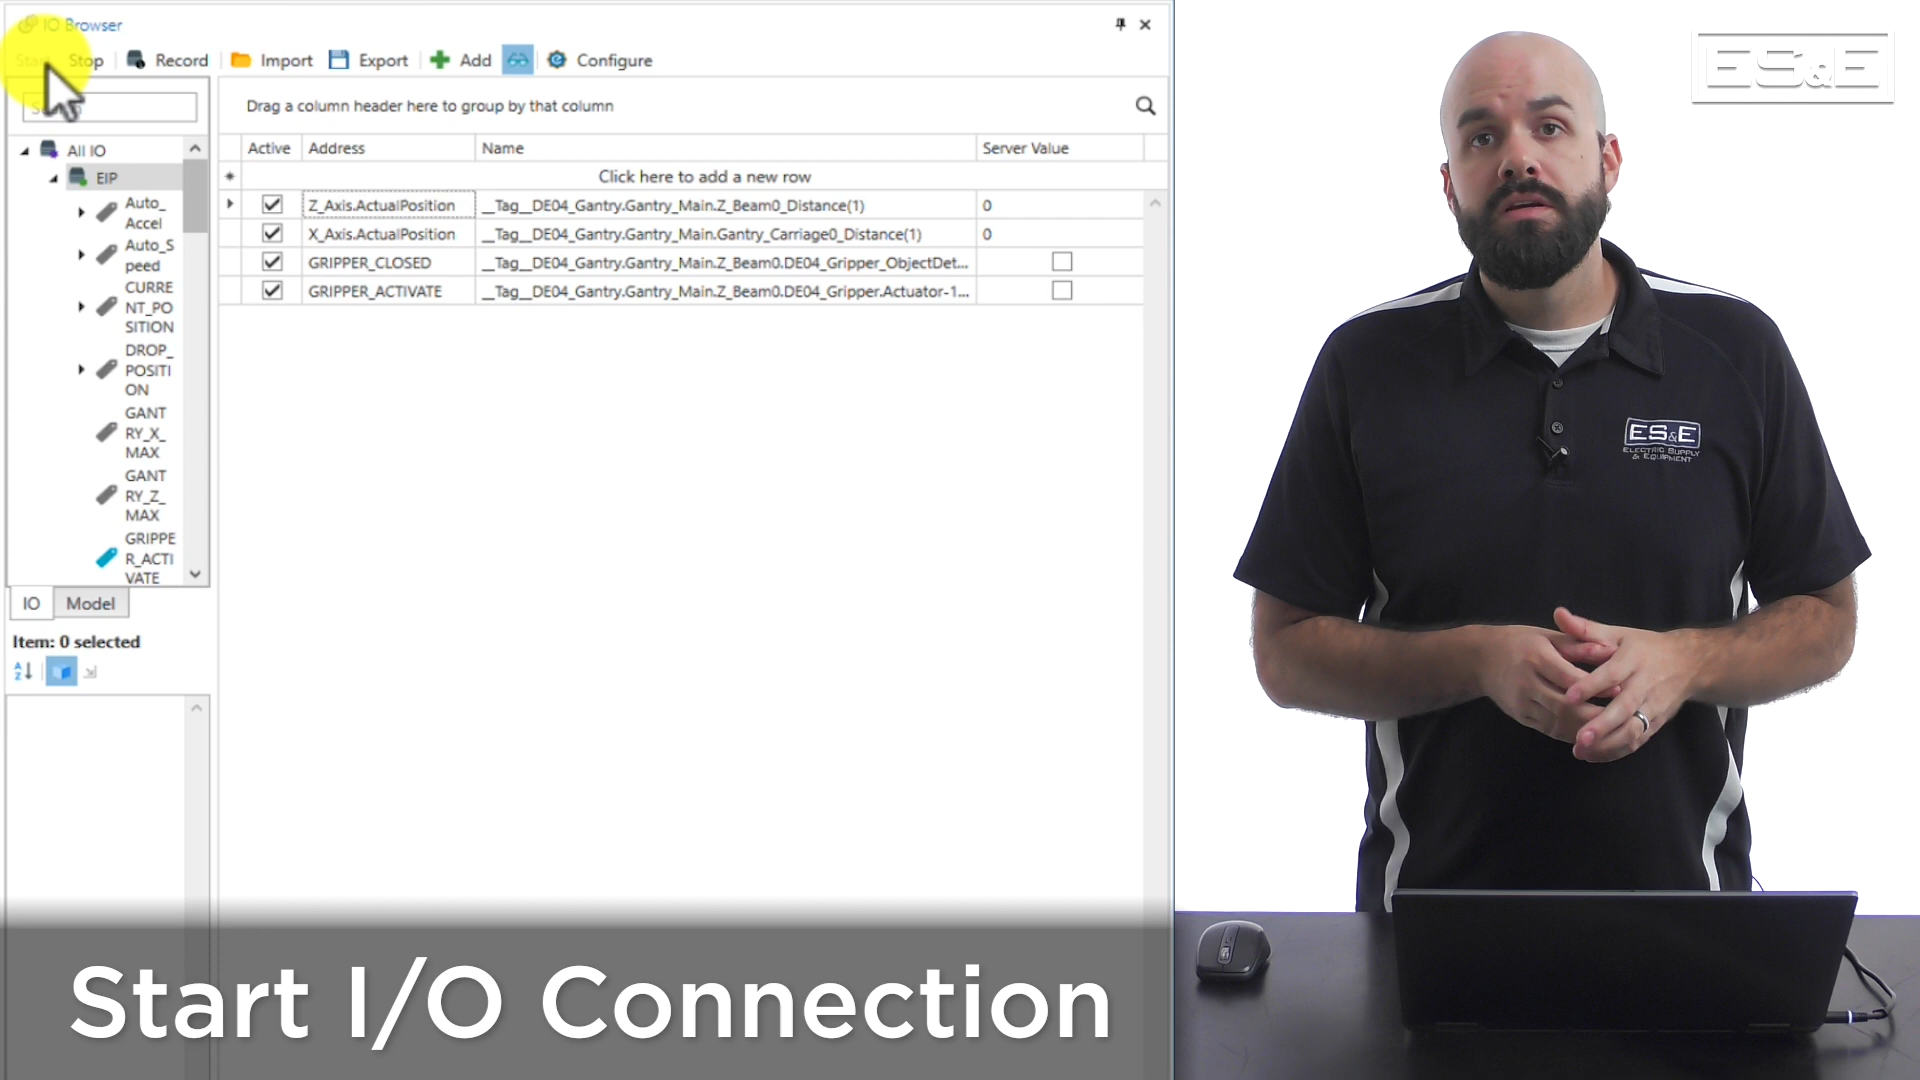 IO Browser
Start Stop Record Import Export Add Configure
Drag a column header here to group by that column
Active Address Name Server Value
Click here to add a new row
Z_Axis.ActualPosition __Tag__DE04_Gantry.Gantry_Main.Z_Beam0_Distance(1) 0
X_Axis.ActualPosition __Tag__DE04_Gantry.Gantry_Main.Gantry_Carriage0_Distance(1) 0
GRIPPER_CLOSED __Tag__DE04_Gantry.Gantry_Main.Z_Beam0.DE04_Gripper_ObjectDet...
GRIPPER_ACTIVATE __Tag__DE04_Gantry.Gantry_Main.Z_Beam0.DE04_Gripper.Actuator-1...
All IO
EIP
Auto_
Accel
Auto_S
peed
CURRE
NT_PO
SITION
DROP_
POSITI
ON
GANT
RY_X_
MAX
GANT
RY_Z_
MAX
GRIPPE
R_ACTI
VATE
IO Model
Item: 0 selected
Start I/O Connection
ES&E
ES&E
ELECTRIC SUPPLY
& EQUIPMENT